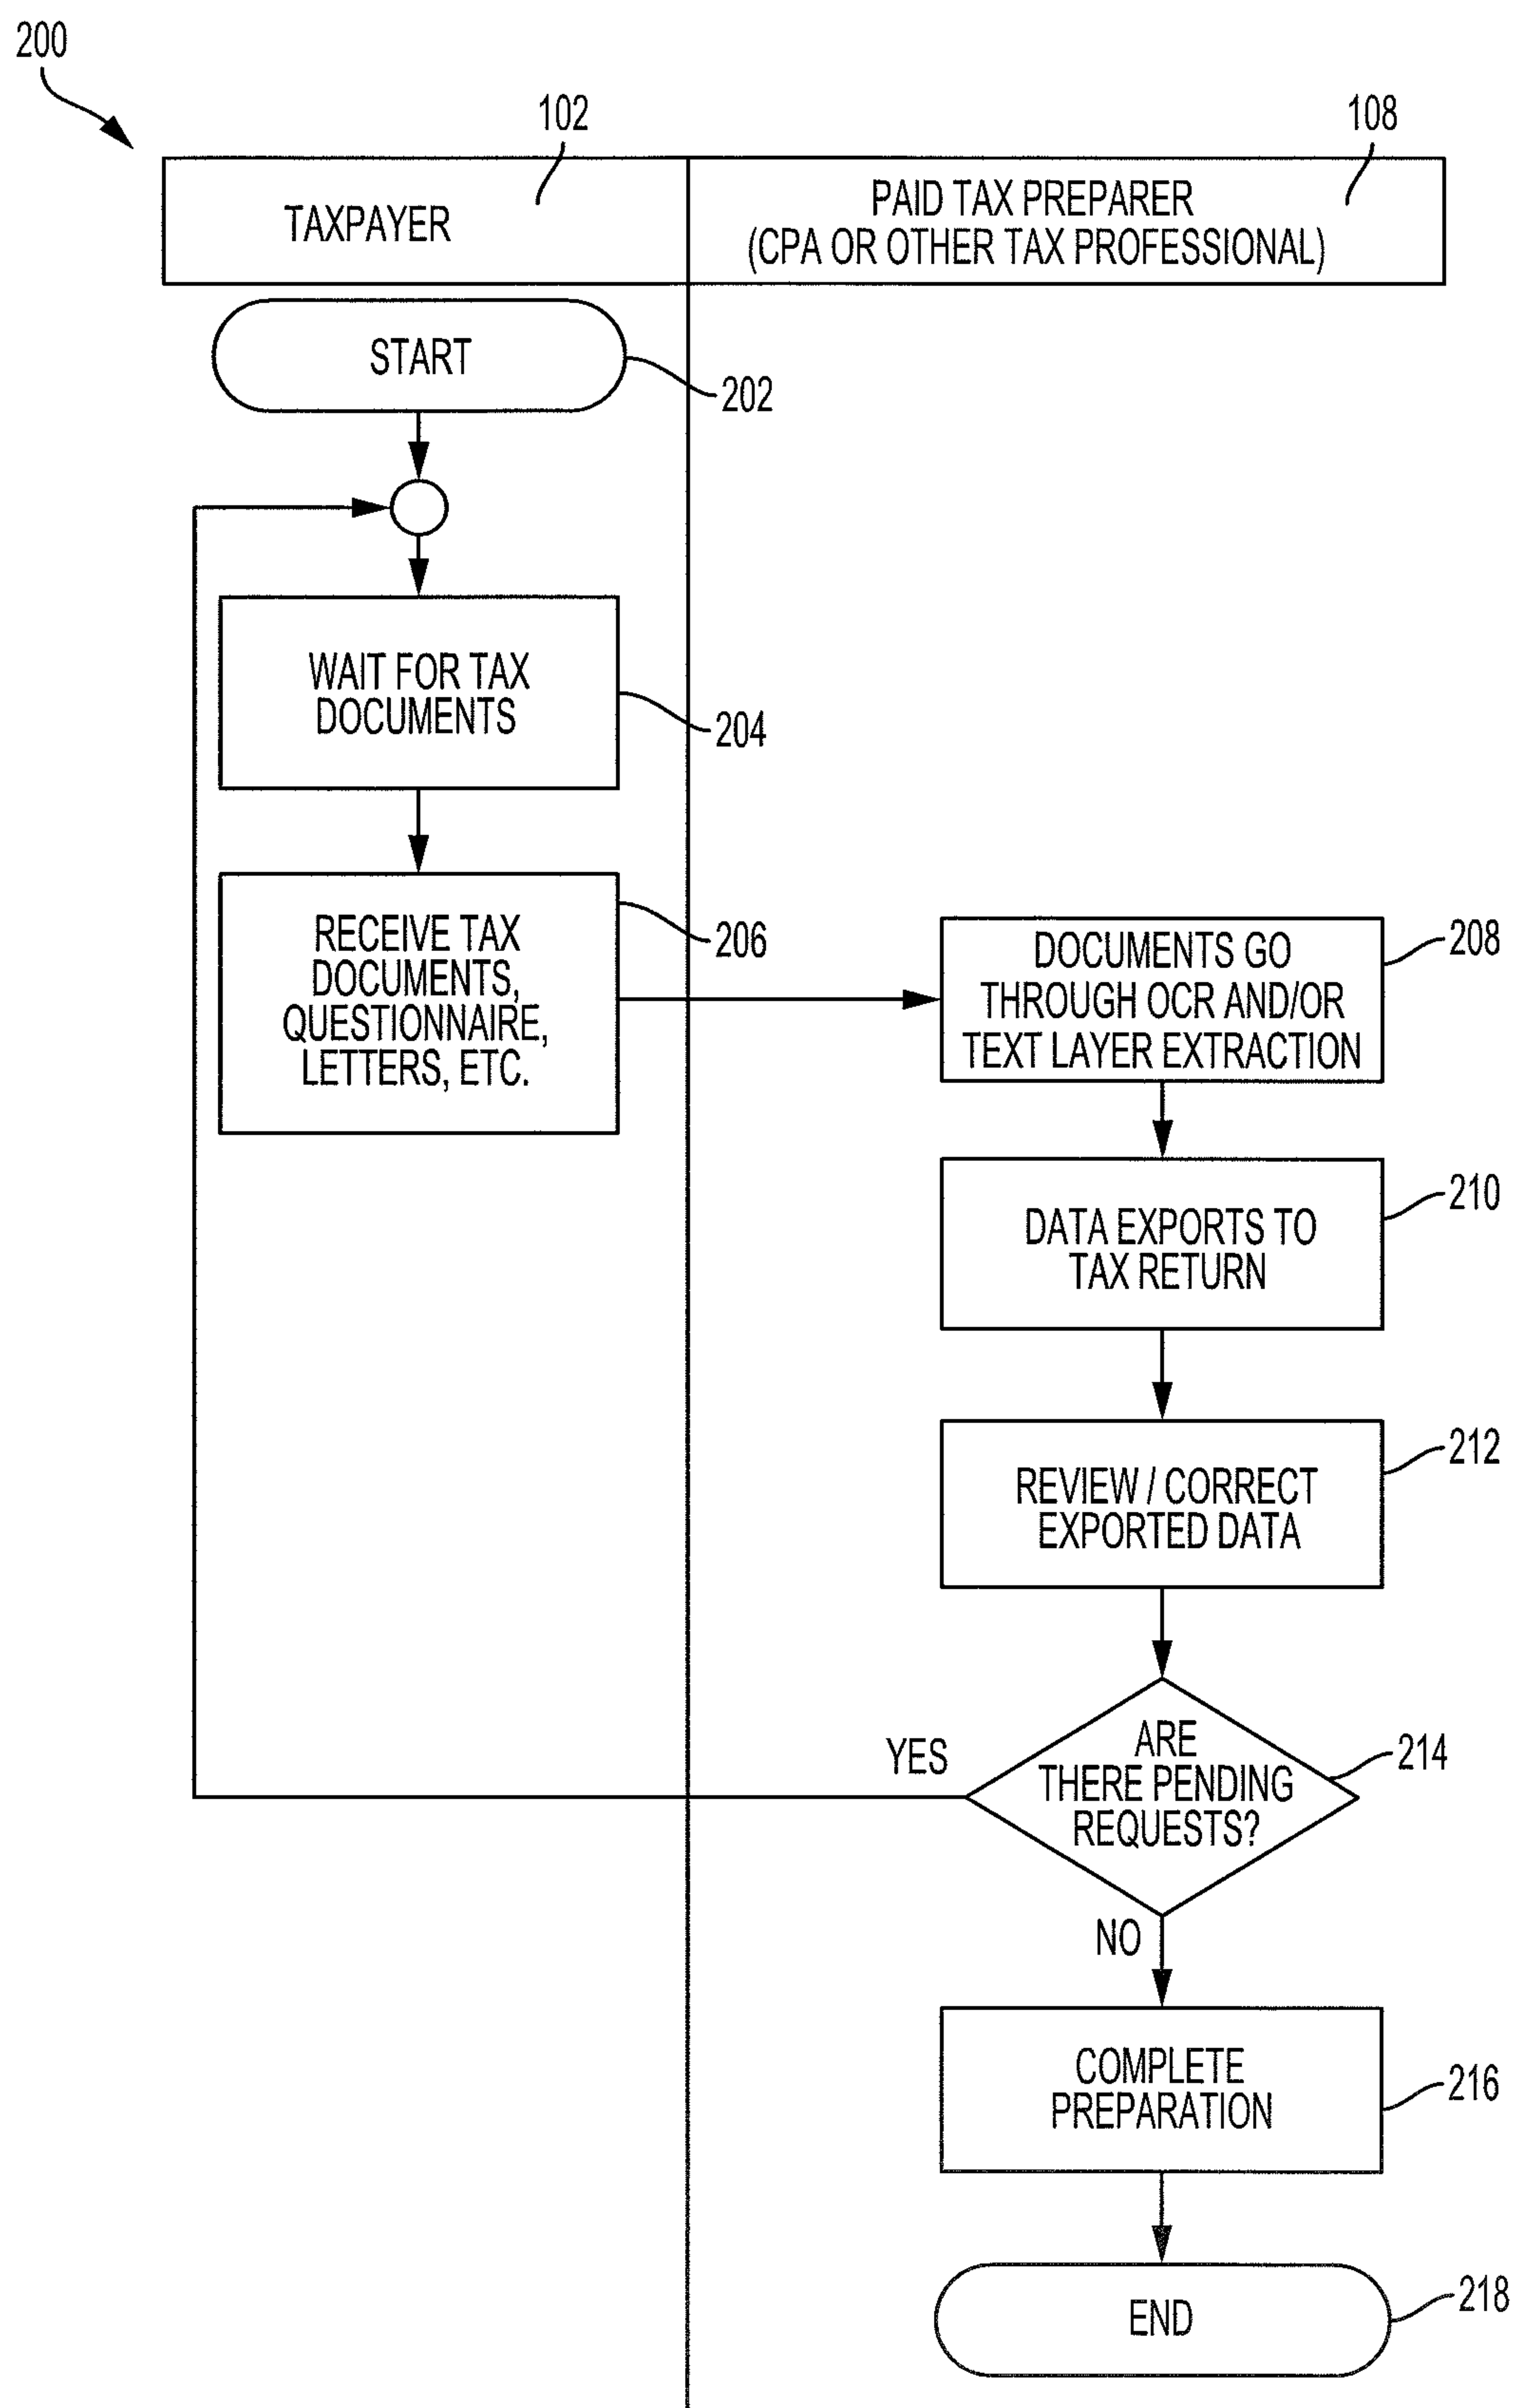 200
102
108
TAXPAYER
PAID TAX PREPARER
(CPA OR OTHER TAX PROFESSIONAL)
START
202
WAIT FOR TAX
DOCUMENTS
204
RECEIVE TAX
DOCUMENTS,
QUESTIONNAIRE,
LETTERS, ETC.
206
DOCUMENTS GO
THROUGH OCR AND/OR
TEXT LAYER EXTRACTION
208
DATA EXPORTS TO
TAX RETURN
210
REVIEW / CORRECT
EXPORTED DATA
212
ARE
THERE PENDING
REQUESTS?
214
YES
NO
COMPLETE
PREPARATION
216
END
218